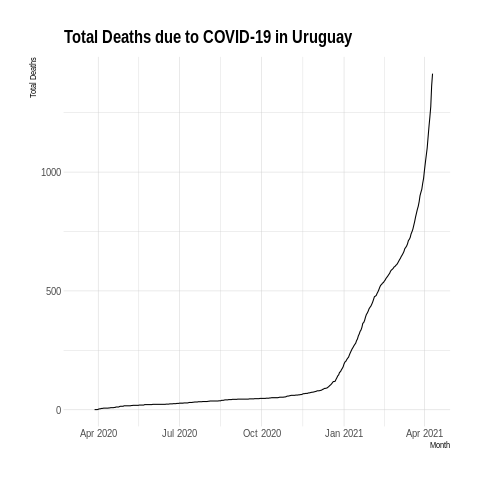 Total Deaths due to COVID-19 in Uruguay
Total Deaths
1000
500
0
Apr 2020 Jul 2020 Oct 2020 Jan 2021 Apr 2021
Month